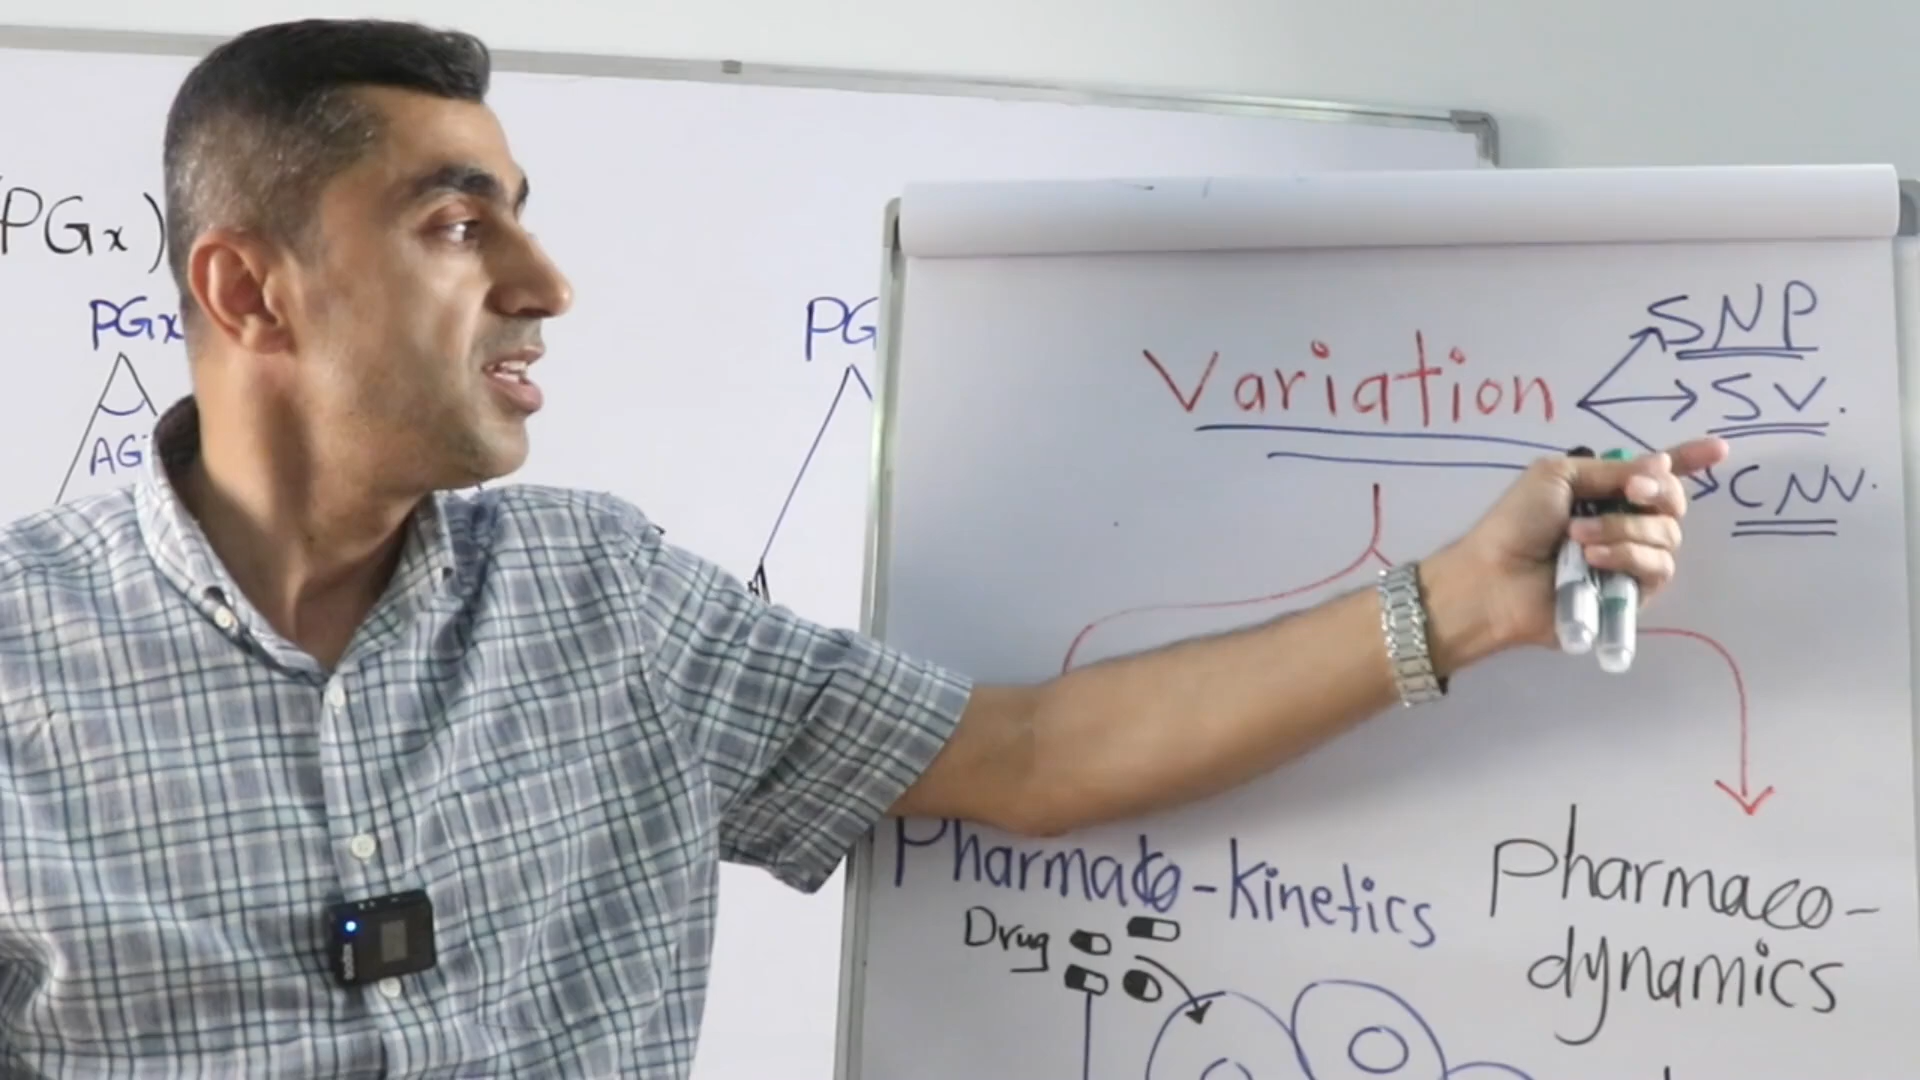 (PGx)
PGx
AG
PG
Variation
SNP
SV.
CNV.
Pharmaco-kinetics
Drug
Pharmaco-
dynamics